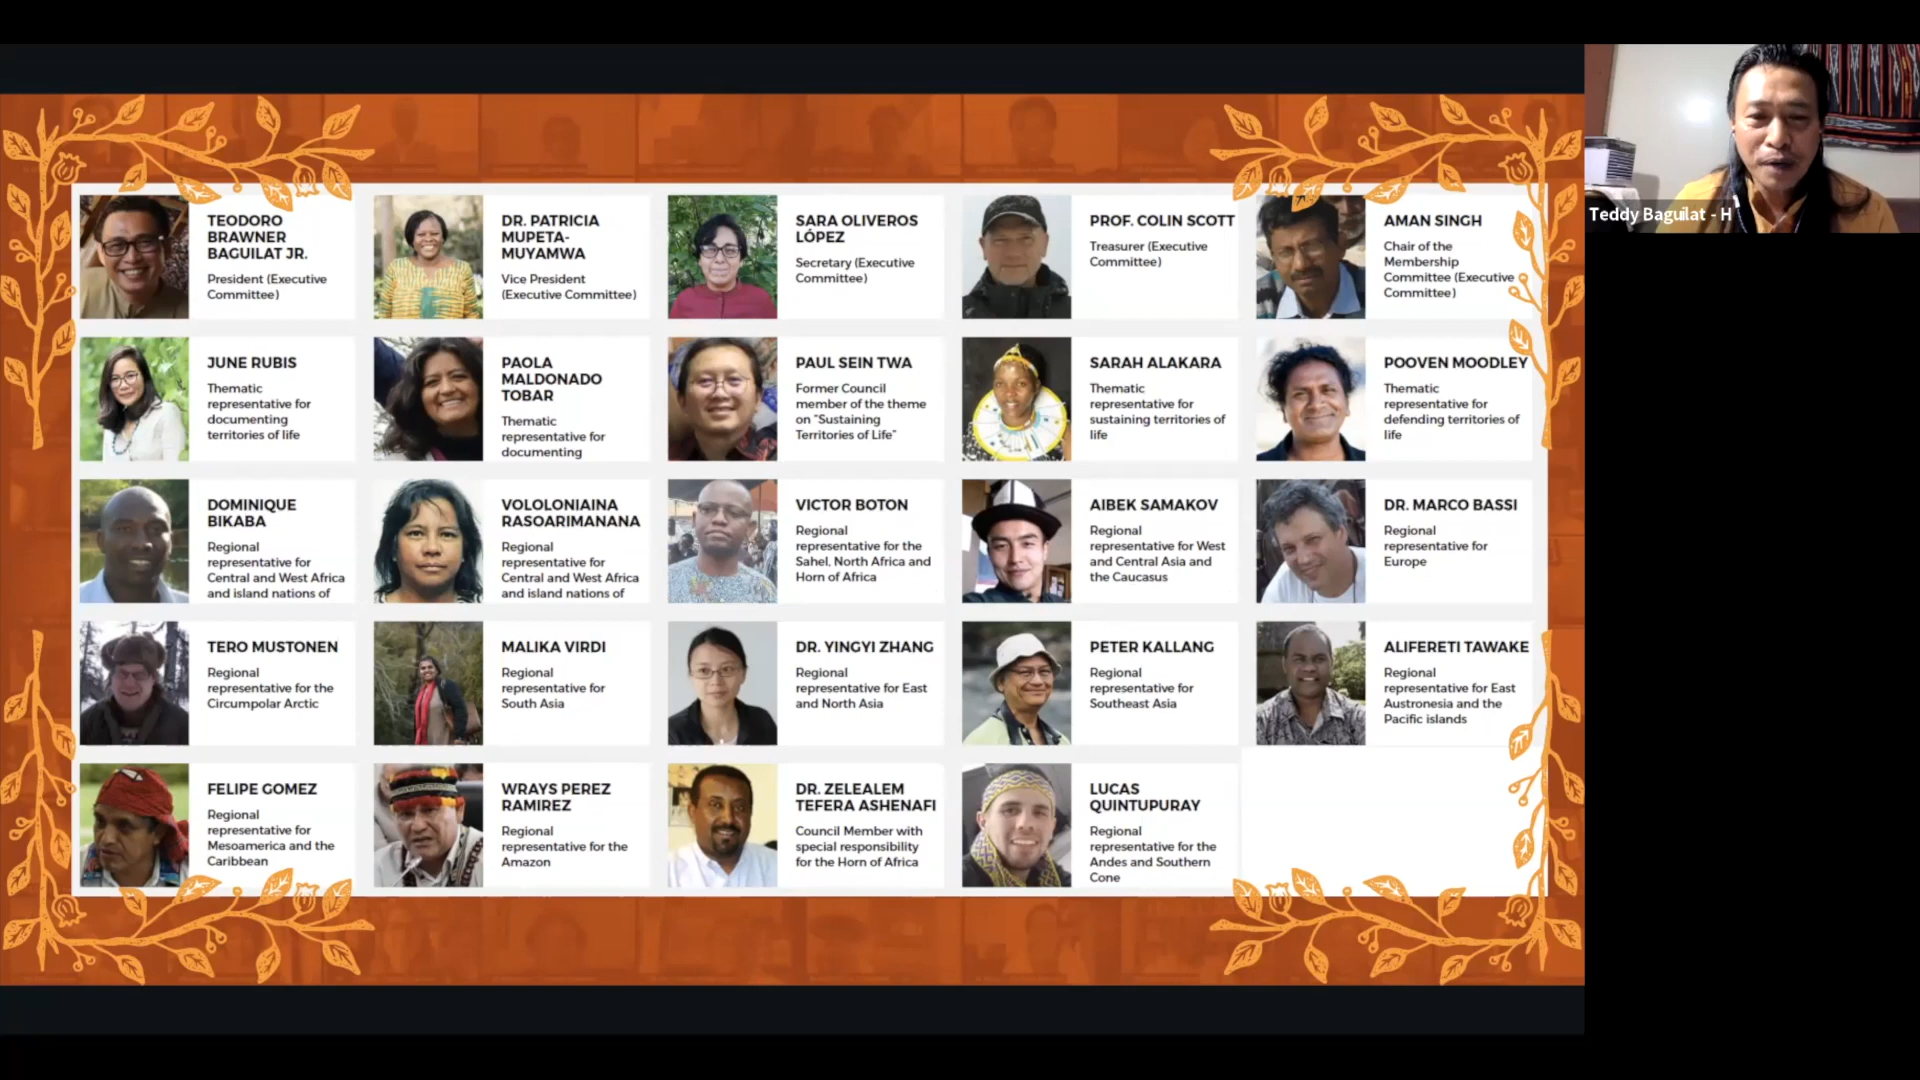 TEODORO
BRAWNER
BAGUILAT JR.
President (Executive
Committee)
DR. PATRICIA
MUPETA-
MUYAMWA
Vice President
(Executive Committee)
SARA OLIVEROS
LÓPEZ
Secretary (Executive
Committee)
PROF. COLIN SCOTT
Treasurer (Executive
Committee)
AMAN SINGH
Chair of the
Membership
Committee (Executive
Committee)
Teddy Baguilat - H
JUNE RUBIS
Thematic
representative for
documenting
territories of life
PAOLA
MALDONADO
TOBAR
Thematic
representative for
documenting
PAUL SEIN TWA
Former Council
member of the theme
on "Sustaining
Territories of Life"
SARAH ALAKARA
Thematic
representative for
sustaining territories of
life
POOVEN MOODLEY
Thematic
representative for
defending territories of
life
DOMINIQUE
BIKABA
Regional
representative for
Central and West Africa
and island nations of
VOLOLONIAINA
RASOARIMANANA
Regional
representative for
Central and West Africa
and island nations of
VICTOR BOTON
Regional
representative for the
Sahel, North Africa and
Horn of Africa
AIBEK SAMAKOV
Regional
representative for West
and Central Asia and
the Caucasus
DR. MARCO BASSI
Regional
representative for
Europe
TERO MUSTONEN
Regional
representative for the
Circumpolar Arctic
MALIKA VIRDI
Regional
representative for
South Asia
DR. YINGYI ZHANG
Regional
representative for East
and North Asia
PETER KALLANG
Regional
representative for
Southeast Asia
ALIFERETI TAWAKE
Regional
representative for East
Austronesia and the
Pacific islands
FELIPE GOMEZ
Regional
representative for
Mesoamerica and the
Caribbean
WRAYS PEREZ
RAMIREZ
Regional
representative for the
Amazon
DR. ZELEALEM
TEFERA ASHENAFI
Council Member with
special responsibility
for the Horn of Africa
LUCAS
QUINTUPURAY
Regional
representative for the
Andes and Southern
Cone